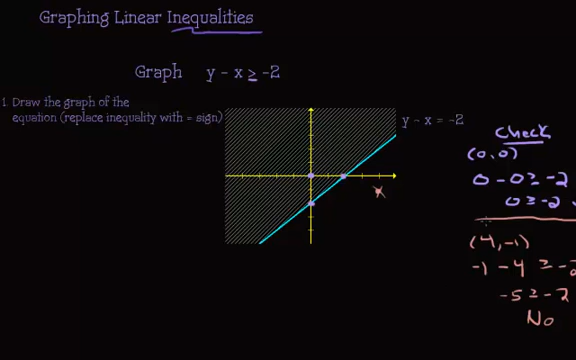 Graphing Linear Inequalities
Graph y - x ≥ -2
1. Draw the graph of the
equation (replace inequality with = sign)
y - x = -2
Check
(0,0)
0 - 0 ≥ -2
0 ≥ -2
(4,-1)
-1 - 4 ≥ -2
-5 ≥ -2
No